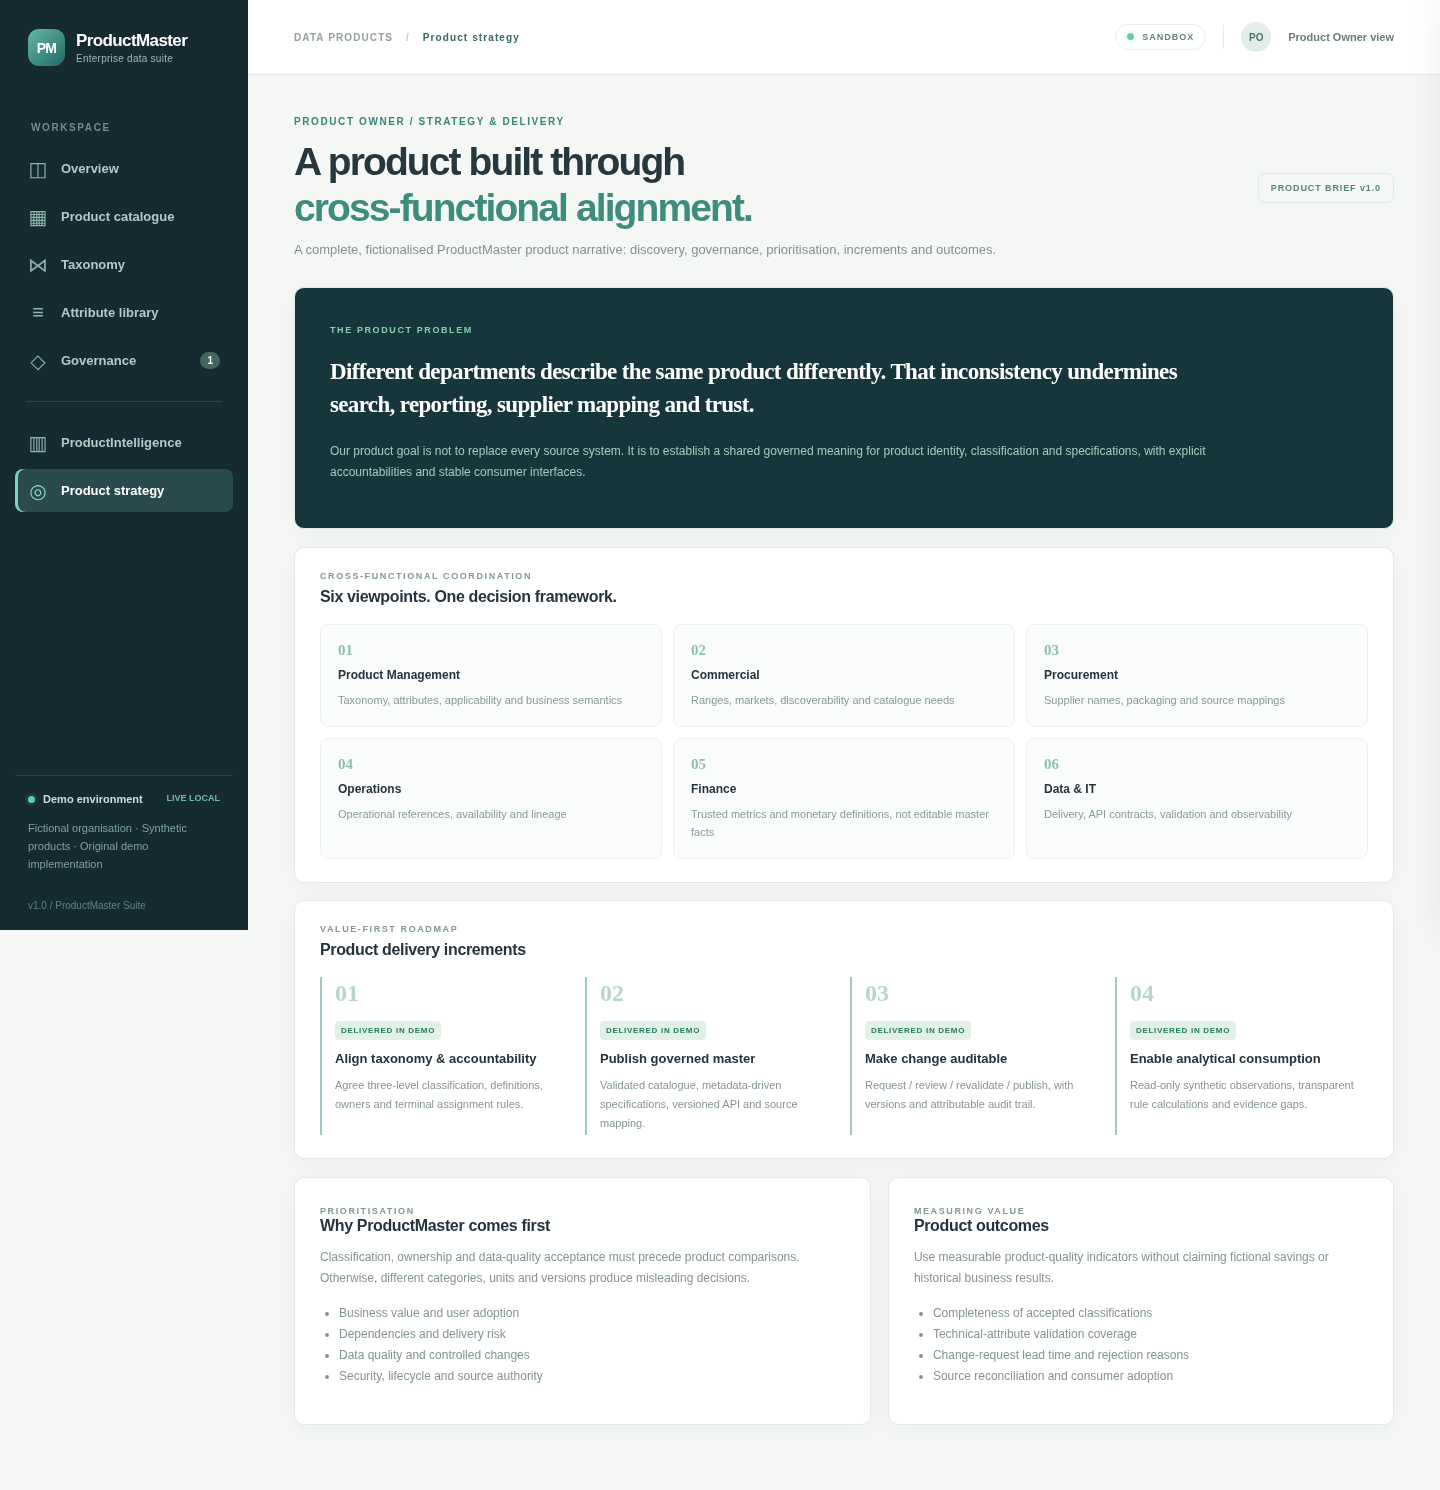 PM
ProductMaster
Enterprise data suite
WORKSPACE
Overview
Product catalogue
Taxonomy
Attribute library
Governance
1
ProductIntelligence
Product strategy
Demo environment
LIVE LOCAL
Fictional organisation · Synthetic
products · Original demo
implementation
v1.0 / ProductMaster Suite
DATA PRODUCTS / Product strategy
SANDBOX
PO
Product Owner view
PRODUCT OWNER / STRATEGY & DELIVERY
A product built through
cross-functional alignment.
A complete, fictionalised ProductMaster product narrative: discovery, governance, prioritisation, increments and outcomes.
PRODUCT BRIEF v1.0
THE PRODUCT PROBLEM
Different departments describe the same product differently. That inconsistency undermines
search, reporting, supplier mapping and trust.
Our product goal is not to replace every source system. It is to establish a shared governed meaning for product identity, classification and specifications, with explicit
accountabilities and stable consumer interfaces.
CROSS-FUNCTIONAL COORDINATION
Six viewpoints. One decision framework.
01
Product Management
Taxonomy, attributes, applicability and business semantics
02
Commercial
Ranges, markets, discoverability and catalogue needs
03
Procurement
Supplier names, packaging and source mappings
04
Operations
Operational references, availability and lineage
05
Finance
Trusted metrics and monetary definitions, not editable master
facts
06
Data & IT
Delivery, API contracts, validation and observability
VALUE-FIRST ROADMAP
Product delivery increments
01
DELIVERED IN DEMO
Align taxonomy & accountability
Agree three-level classification, definitions,
owners and terminal assignment rules.
02
DELIVERED IN DEMO
Publish governed master
Validated catalogue, metadata-driven
specifications, versioned API and source
mapping.
03
DELIVERED IN DEMO
Make change auditable
Request / review / revalidate / publish, with
versions and attributable audit trail.
04
DELIVERED IN DEMO
Enable analytical consumption
Read-only synthetic observations, transparent
rule calculations and evidence gaps.
PRIORITISATION
Why ProductMaster comes first
Classification, ownership and data-quality acceptance must precede product comparisons.
Otherwise, different categories, units and versions produce misleading decisions.
• Business value and user adoption
• Dependencies and delivery risk
• Data quality and controlled changes
• Security, lifecycle and source authority
MEASURING VALUE
Product outcomes
Use measurable product-quality indicators without claiming fictional savings or
historical business results.
• Completeness of accepted classifications
• Technical-attribute validation coverage
• Change-request lead time and rejection reasons
• Source reconciliation and consumer adoption